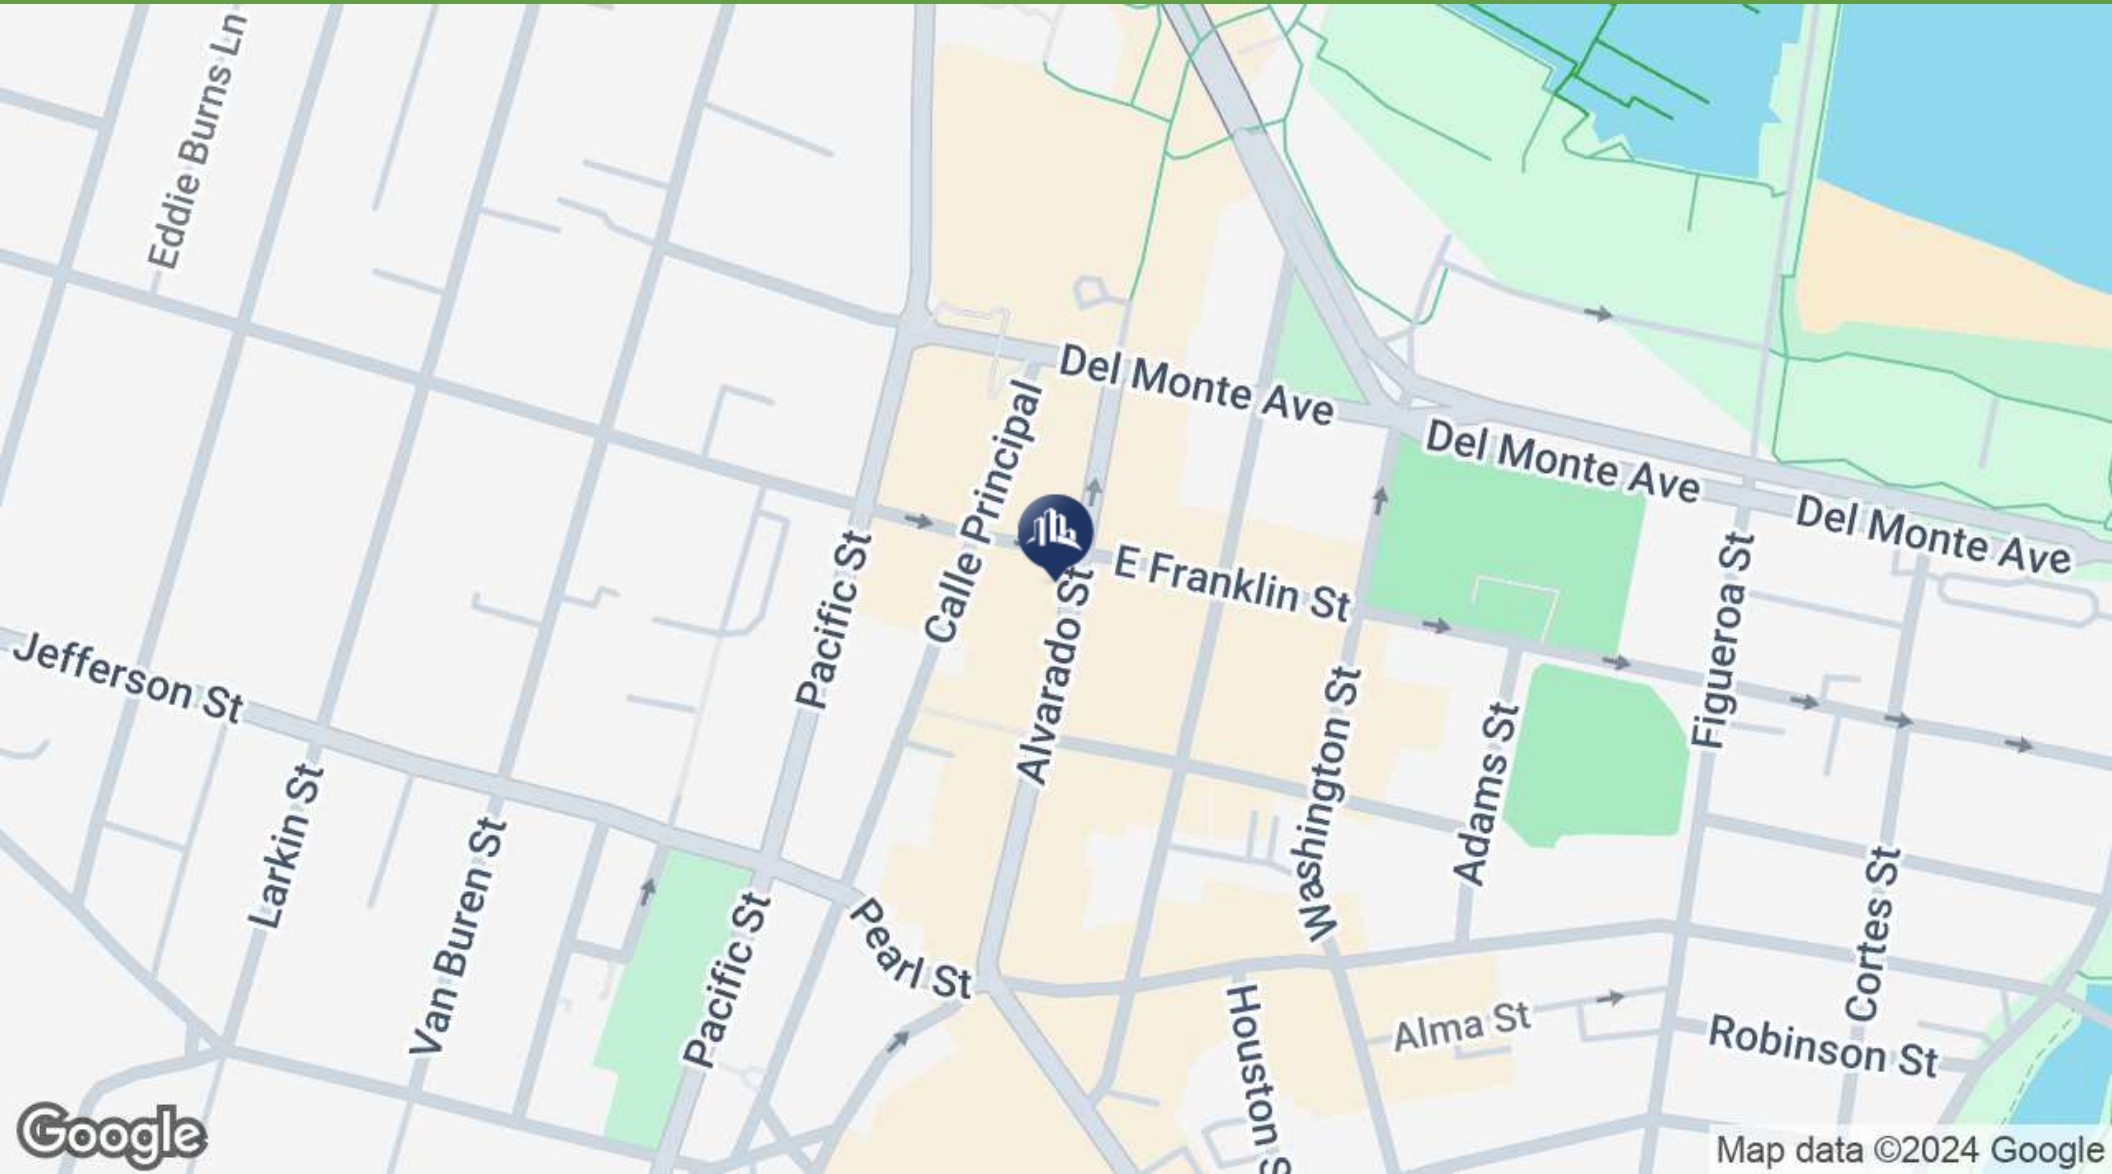 Eddie Burns Ln
Del Monte Ave
Del Monte Ave
Del Monte Ave
Calle Principal
Pacific St
E Franklin St
Alvarado St
Figueroa St
Jefferson St
Washington St
Adams St
Larkin St
Van Buren St
Cortes St
Pacific St
Pearl St
Houston S
Alma St
Robinson St
Google
Map data ©2024 Google